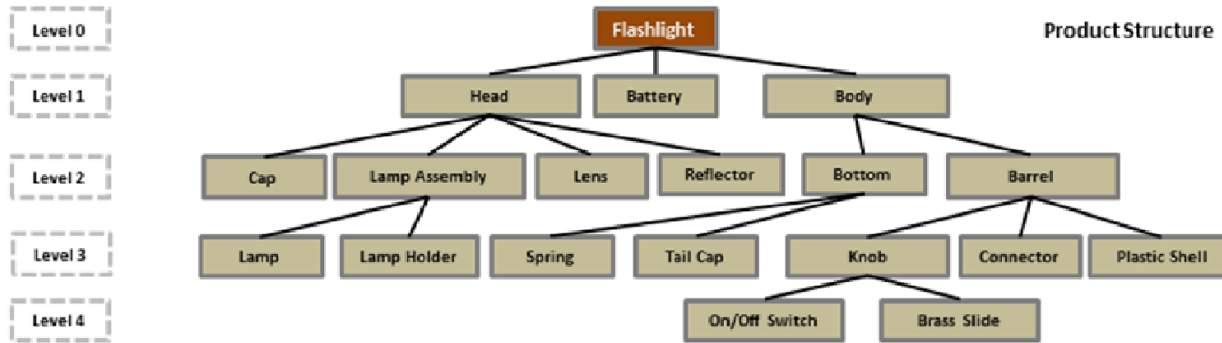 Level 0
Flashlight
Product Structure
Level 1
Head
Battery
Body
Level 2
Cap
Lamp Assembly
Lens
Reflector
Bottom
Barrel
Level 3
Lamp
Lamp Holder
Spring
Tail Cap
Knob
Connector
Plastic Shell
Level 4
On/Off Switch
Brass Slide